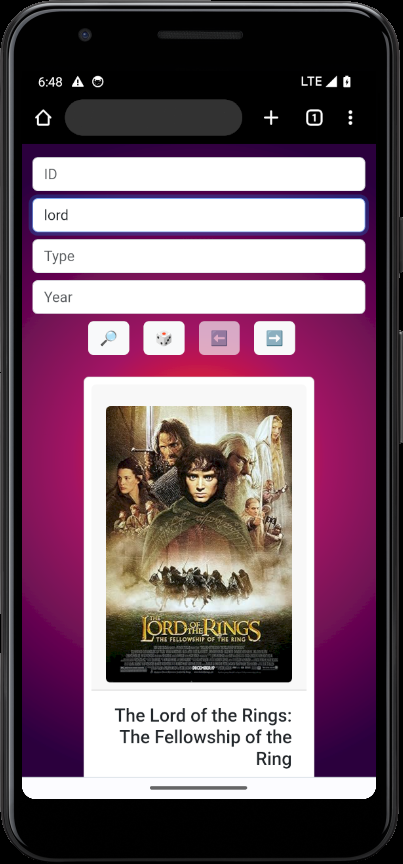 6:48
LTE
1
ID
lord
Type
Year
THE
LORD OF THE RINGS
THE FELLOWSHIP OF THE RING
The Lord of the Rings:
The Fellowship of the
Ring